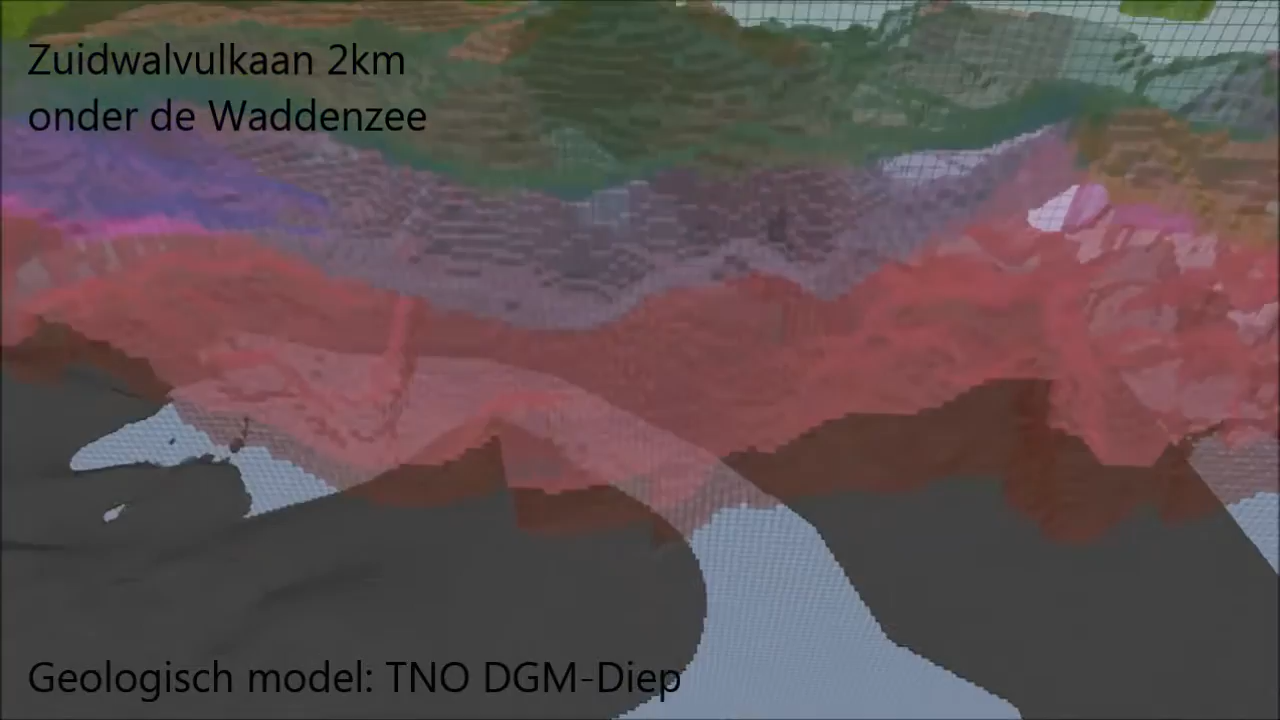 Zuidwalvulkaan 2km
onder de Waddenzee
Geologisch model: TNO DGM-Diep